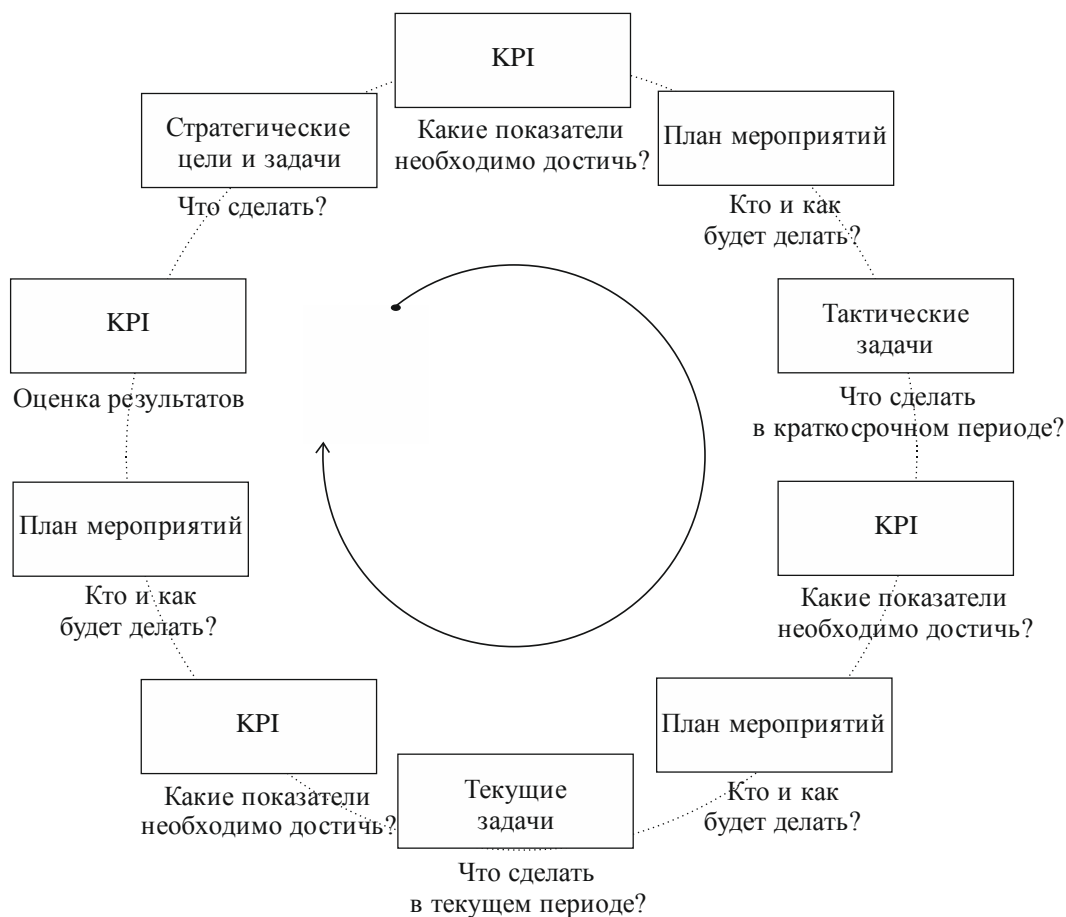 KPI
Какие показатели
необходимо достичь?
Стратегические
цели и задачи
Что сделать?
План мероприятий
Кто и как
будет делать?
KPI
Оценка результатов
Тактические
задачи
Что сделать
в краткосрочном периоде?
План мероприятий
Кто и как
будет делать?
KPI
Какие показатели
необходимо достичь?
KPI
Какие показатели
необходимо достичь?
План мероприятий
Кто и как
будет делать?
Текущие
задачи
Что сделать
в текущем периоде?